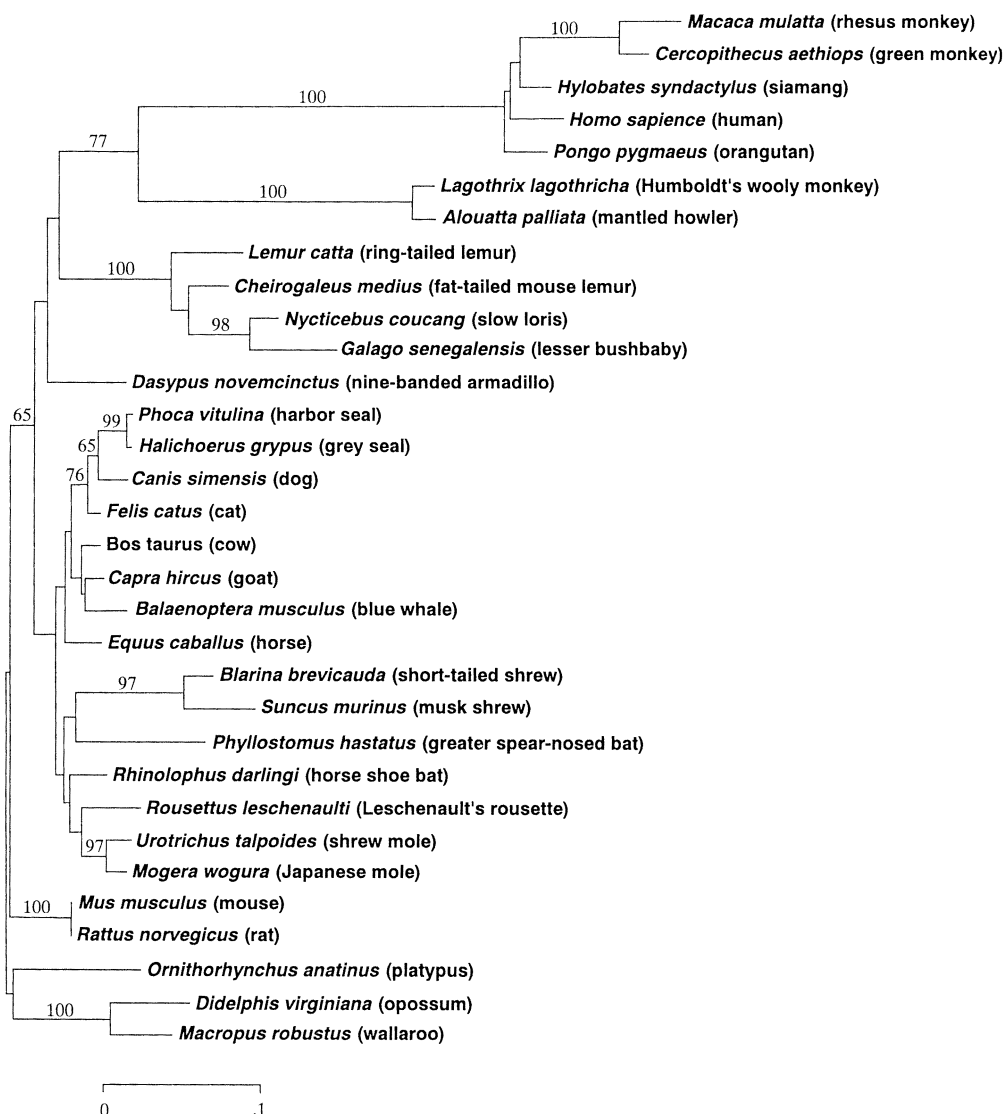 100
Macaca mulatta (rhesus monkey)
Cercopithecus aethiops (green monkey)
Hylobates syndactylus (siamang)
100
Homo sapience (human)
77
Pongo pygmaeus (orangutan)
Lagothrix lagothricha (Humboldt's wooly monkey)
100
Alouatta palliata (mantled howler)
Lemur catta (ring-tailed lemur)
100
Cheirogaleus medius (fat-tailed mouse lemur)
Nycticebus coucang (slow loris)
98
Galago senegalensis (lesser bushbaby)
Dasypus novemcinctus (nine-banded armadillo)
65
Phoca vitulina (harbor seal)
99
Halichoerus grypus (grey seal)
65
Canis simensis (dog)
76
Felis catus (cat)
Bos taurus (cow)
Capra hircus (goat)
Balaenoptera musculus (blue whale)
Equus caballus (horse)
Blarina brevicauda (short-tailed shrew)
97
Suncus murinus (musk shrew)
Phyllostomus hastatus (greater spear-nosed bat)
Rhinolophus darlingi (horse shoe bat)
Rousettus leschenaulti (Leschenault's rousette)
Urotrichus talpoides (shrew mole)
97
Mogera wogura (Japanese mole)
Mus musculus (mouse)
100
Rattus norvegicus (rat)
Ornithorhynchus anatinus (platypus)
Didelphis virginiana (opossum)
100
Macropus robustus (wallaroo)
0 .1